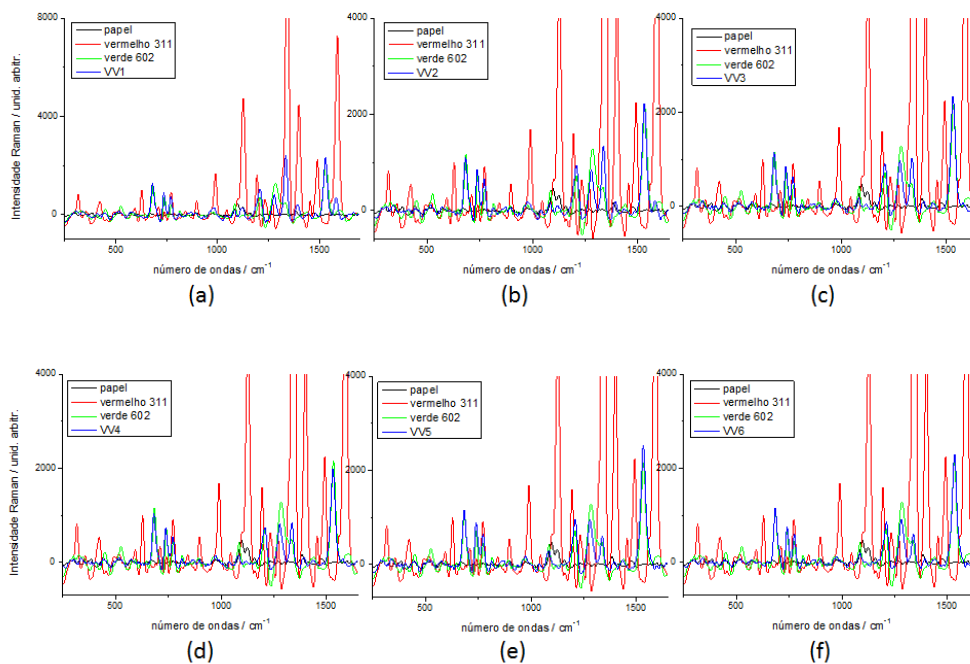 papel
vermelho 311
verde 602
VV1
8000
4000
0
500
1000
1500
Intensidade Raman / unid. arbitr.
número de ondas / cm⁻¹
(a)
papel
vermelho 311
verde 602
VV2
4000
2000
0
500
1000
1500
número de ondas / cm⁻¹
(b)
papel
vermelho 311
verde 602
VV3
4000
2000
0
500
1000
1500
número de ondas / cm⁻¹
(c)
papel
vermelho 311
verde 602
VV4
4000
2000
0
500
1000
1500
Intensidade Raman / unid. arbitr.
número de ondas / cm⁻¹
(d)
papel
vermelho 311
verde 602
VV5
4000
2000
0
500
1000
1500
número de ondas / cm⁻¹
(e)
papel
vermelho 311
verde 602
VV6
4000
2000
0
500
1000
1500
número de ondas / cm⁻¹
(f)